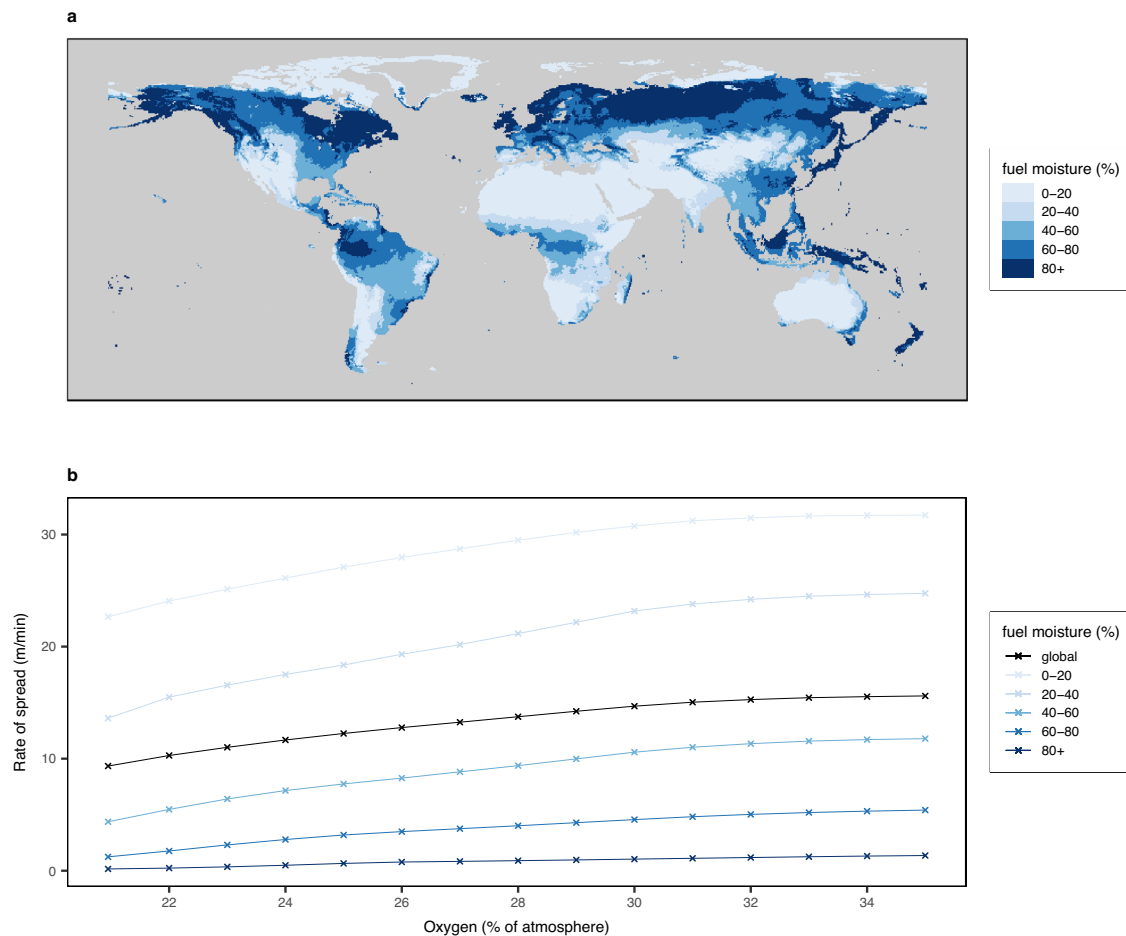 a
fuel moisture (%)
0–20
20–40
40–60
60–80
80+
b
30
20
10
0
Rate of spread (m/min)
22 24 26 28 30 32 34
Oxygen (% of atmosphere)
fuel moisture (%)
global
0–20
20–40
40–60
60–80
80+